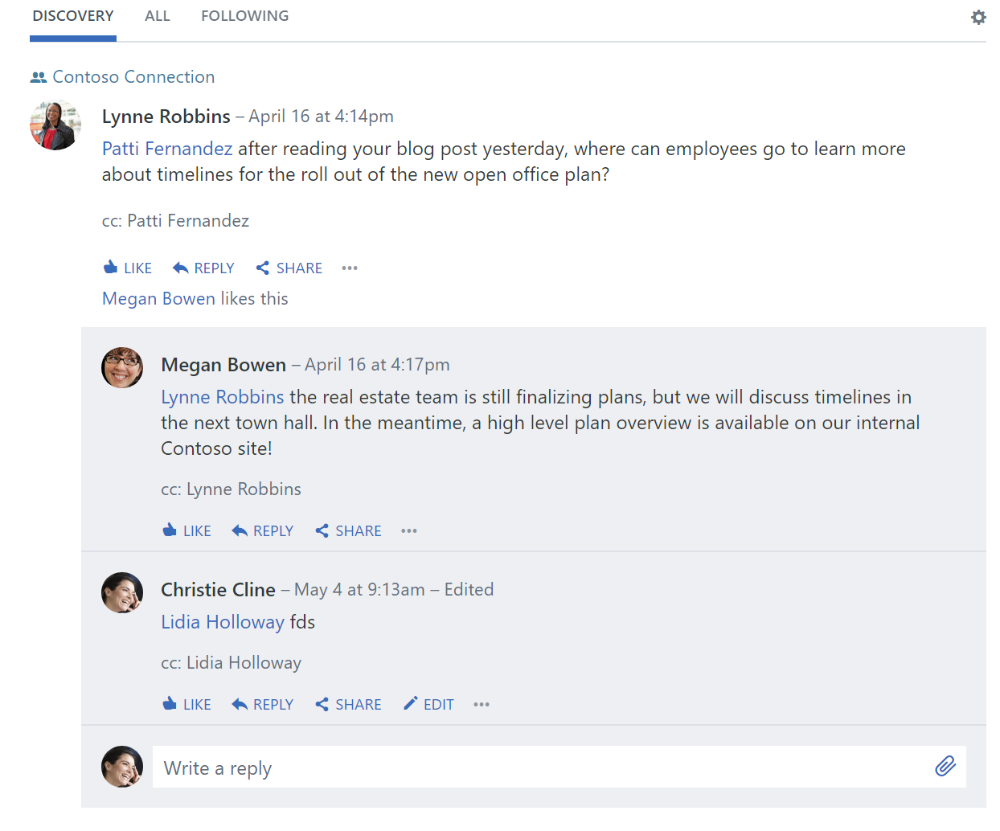 DISCOVERY ALL FOLLOWING
Contoso Connection
Lynne Robbins – April 16 at 4:14pm
Patti Fernandez after reading your blog post yesterday, where can employees go to learn more
about timelines for the roll out of the new open office plan?
cc: Patti Fernandez
LIKE REPLY SHARE •••
Megan Bowen likes this
Megan Bowen – April 16 at 4:17pm
Lynne Robbins the real estate team is still finalizing plans, but we will discuss timelines in
the next town hall. In the meantime, a high level plan overview is available on our internal
Contoso site!
cc: Lynne Robbins
LIKE REPLY SHARE •••
Christie Cline – May 4 at 9:13am – Edited
Lidia Holloway fds
cc: Lidia Holloway
LIKE REPLY SHARE EDIT •••
Write a reply